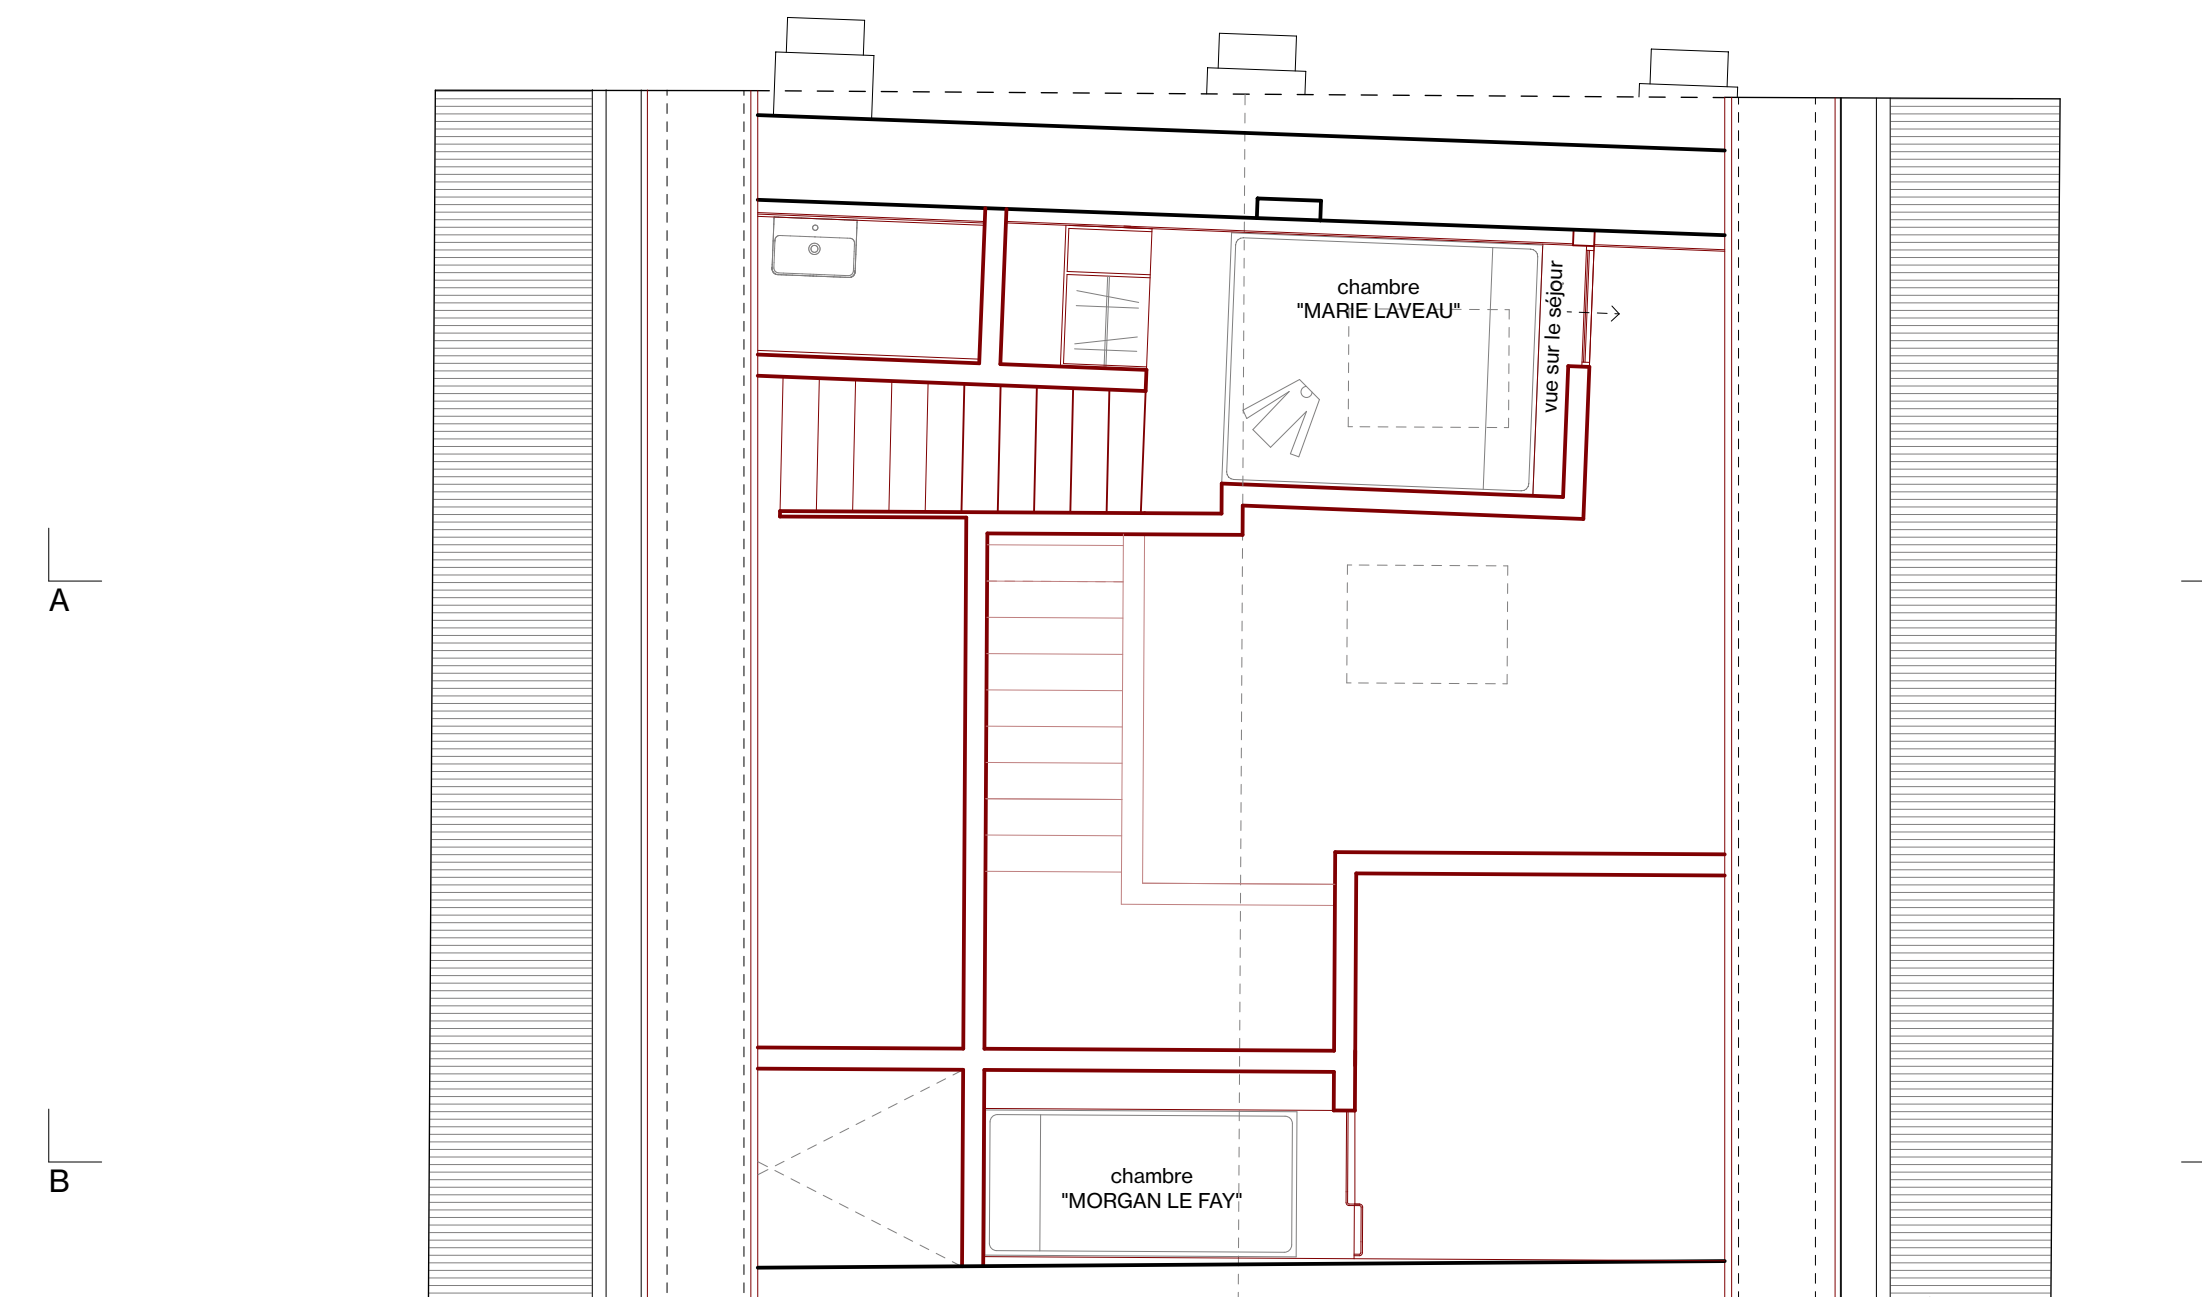 chambre
"MARIE LAVEAU"
vue sur le séjour
A
B
chambre
"MORGAN LE FAY"